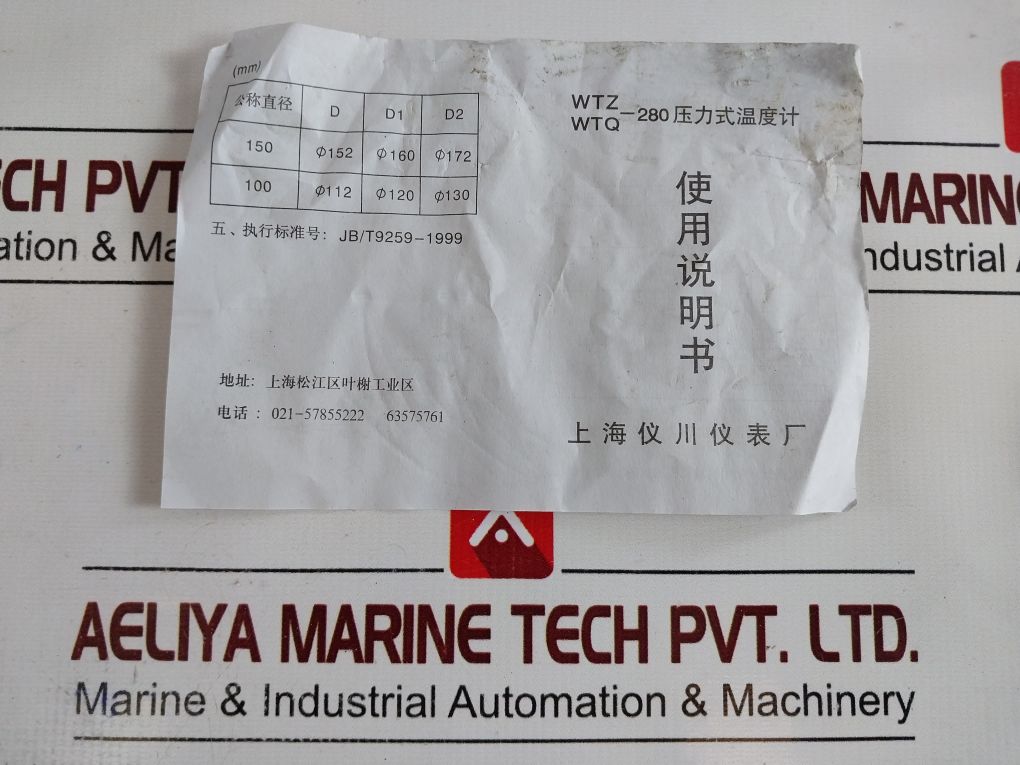 (mm)
公称直径 D D1 D2
150 Φ152 Φ160 Φ172
100 Φ112 Φ120 Φ130
五、执行标准号: JB/T9259-1999
地址: 上海松江区叶榭工业区
电话: 021-57855222 63575761
WTZ
WTQ -280压力式温度计
使用说明书
上海仪川仪表厂
CH PVT
ation & Ma
MARIN
ndustrial
AELIYA MARINE TECH PVT. LTD.
Marine & Industrial Automation & Machinery